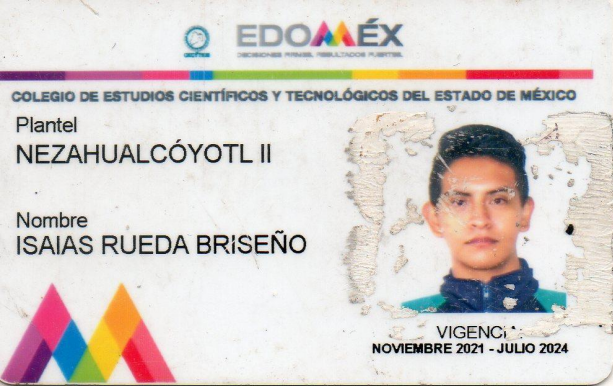 EDOMÉX
DECISIONES FIRMES, RESULTADOS FUERTES.
COLEGIO DE ESTUDIOS CIENTÍFICOS Y TECNOLÓGICOS DEL ESTADO DE MÉXICO
Plantel
NEZAHUALCÓYOTL II
Nombre
ISAIAS RUEDA BRISEÑO
VIGENCIA
NOVIEMBRE 2021 - JULIO 2024